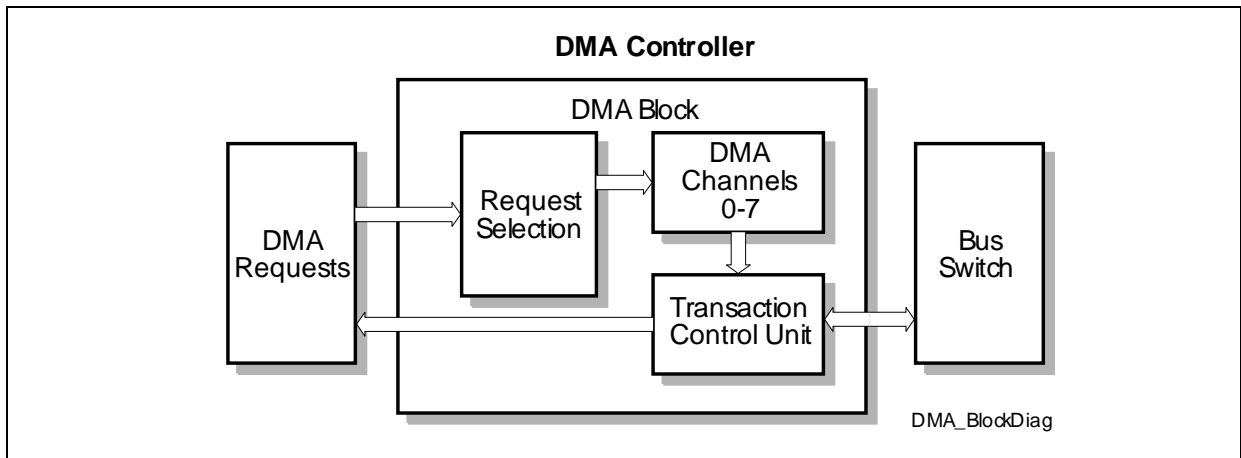 DMA Controller
DMA Block
DMA
Requests
Request
Selection
DMA
Channels
0-7
Transaction
Control Unit
Bus
Switch
DMA_BlockDiag